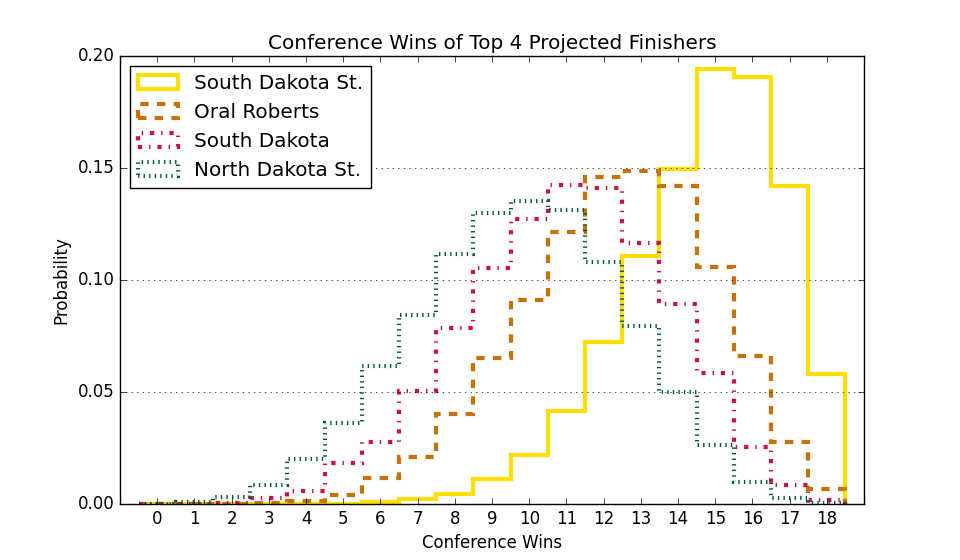 Conference Wins of Top 4 Projected Finishers
0.20
South Dakota St.
Oral Roberts
South Dakota
North Dakota St.
0.15
0.10
0.05
0.00
Probability
0 1 2 3 4 5 6 7 8 9 10 11 12 13 14 15 16 17 18
Conference Wins